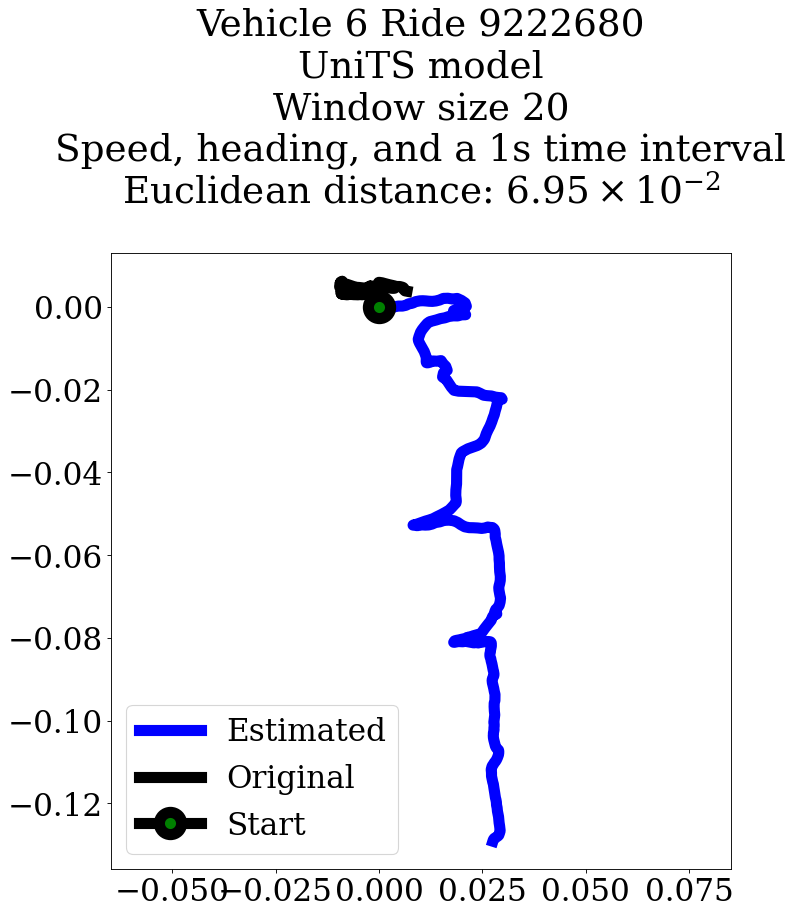 Vehicle 6 Ride 9222680
UniTS model
Window size 20
Speed, heading, and a 1s time interval
Euclidean distance: 6.95 × 10⁻²
0.00
−0.02
−0.04
−0.06
−0.08
−0.10
−0.12
Estimated
Original
Start
−0.050 −0.025 0.000 0.025 0.050 0.075